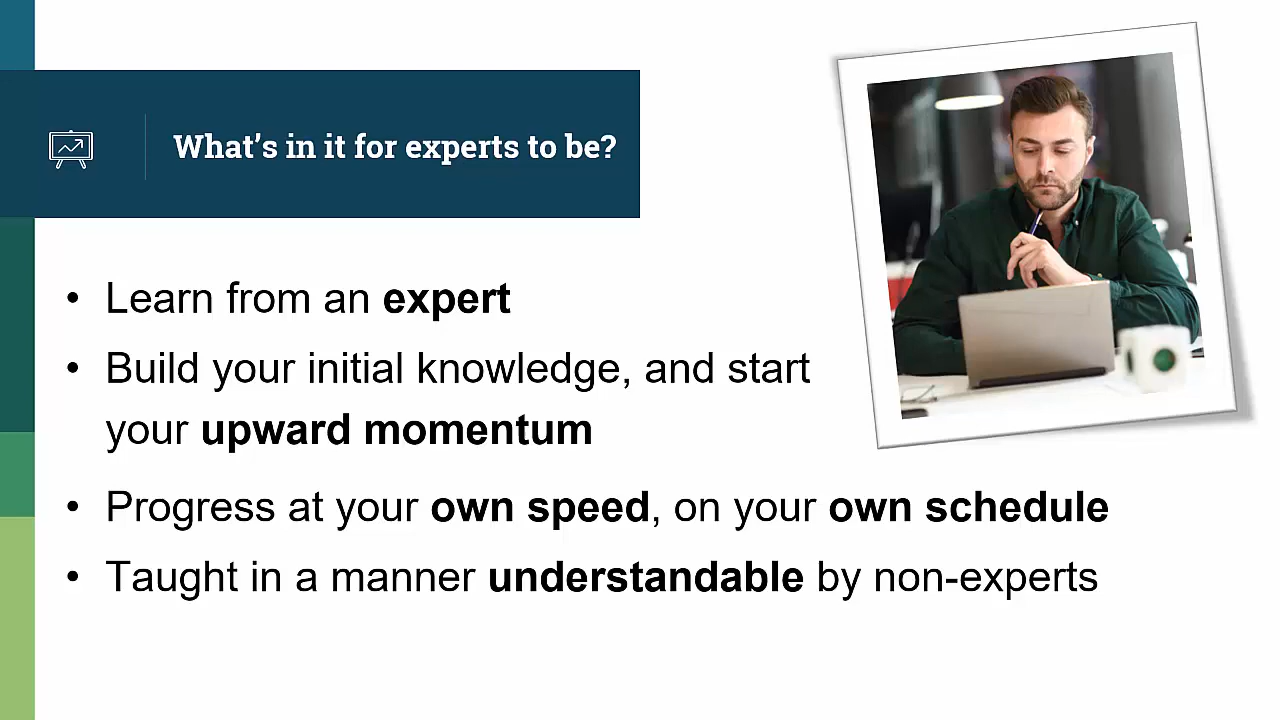 What's in it for experts to be?
• Learn from an expert
• Build your initial knowledge, and start
your upward momentum
• Progress at your own speed, on your own schedule
• Taught in a manner understandable by non-experts